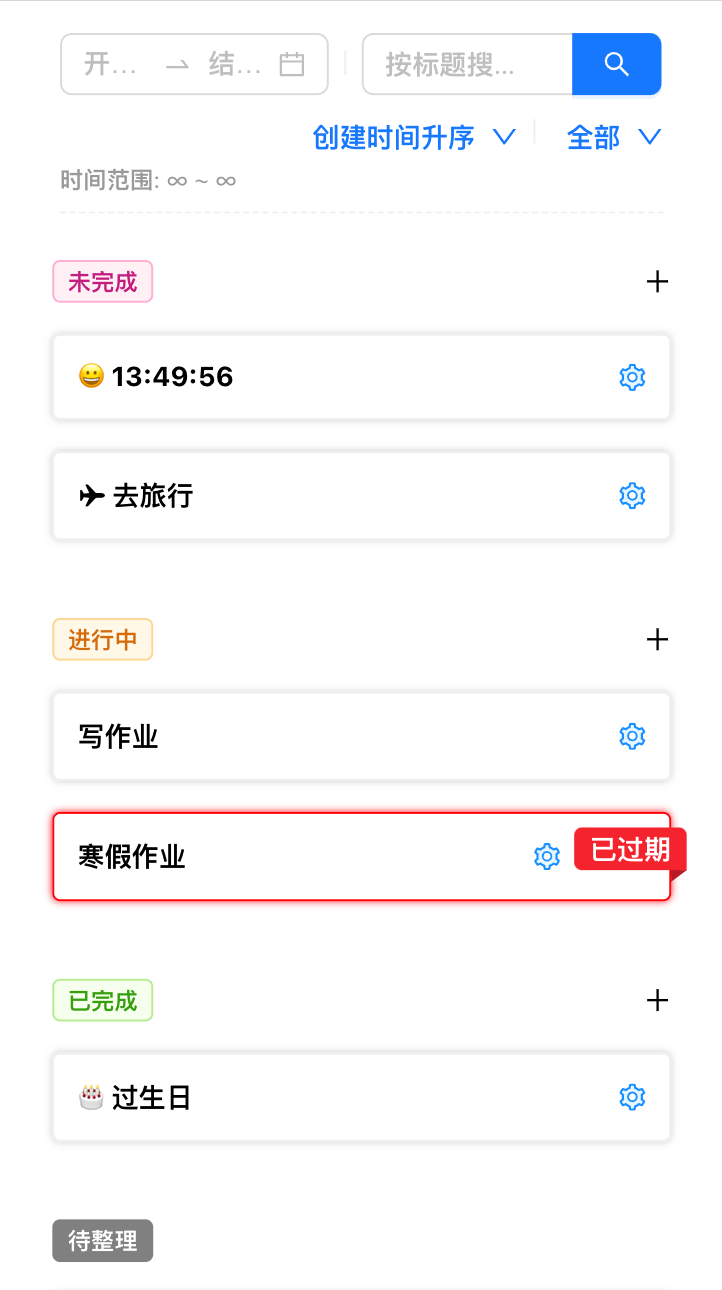 开... 结... 按标题搜...
创建时间升序 全部
时间范围: ∞ ~ ∞
未完成
😀 13:49:56
✈ 去旅行
进行中
写作业
寒假作业 已过期
已完成
🎂 过生日
待整理